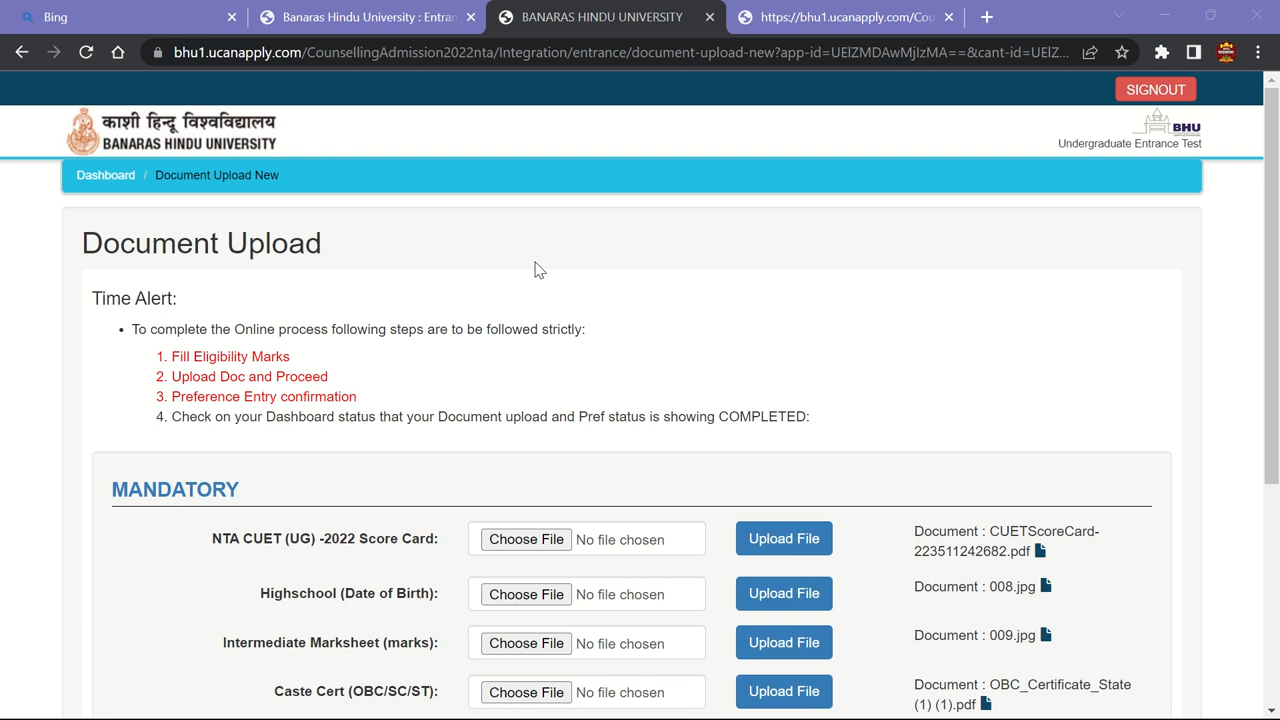 Bing
Banaras Hindu University : Entran
BANARAS HINDU UNIVERSITY
https://bhu1.ucanapply.com/Cou
bhu1.ucanapply.com/CounsellingAdmission2022nta/Integration/entrance/document-upload-new?app-id=UElZMDAwMjIzMA==&cant-id=UElZ...
SIGNOUT
काशी हिन्दू विश्वविद्यालय
BANARAS HINDU UNIVERSITY
BHU
Undergraduate Entrance Test
Dashboard / Document Upload New
Document Upload
Time Alert:
• To complete the Online process following steps are to be followed strictly:
1. Fill Eligibility Marks
2. Upload Doc and Proceed
3. Preference Entry confirmation
4. Check on your Dashboard status that your Document upload and Pref status is showing COMPLETED:
MANDATORY
NTA CUET (UG) -2022 Score Card: Choose File No file chosen Upload File Document : CUETScoreCard-
223511242682.pdf
Highschool (Date of Birth): Choose File No file chosen Upload File Document : 008.jpg
Intermediate Marksheet (marks): Choose File No file chosen Upload File Document : 009.jpg
Caste Cert (OBC/SC/ST): Choose File No file chosen Upload File Document : OBC_Certificate_State
(1) (1).pdf